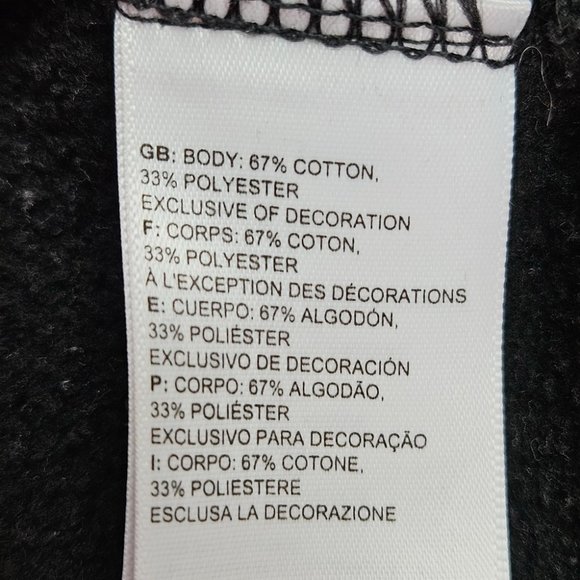 GB: BODY: 67% COTTON,
33% POLYESTER
EXCLUSIVE OF DECORATION
F: CORPS: 67% COTON,
33% POLYESTER
À L'EXCEPTION DES DÉCORATIONS
E: CUERPO: 67% ALGODÓN,
33% POLIÉSTER
EXCLUSIVO DE DECORACIÓN
P: CORPO: 67% ALGODÃO,
33% POLIÉSTER
EXCLUSIVO PARA DECORAÇÃO
I: CORPO: 67% COTONE,
33% POLIESTERE
ESCLUSA LA DECORAZIONE